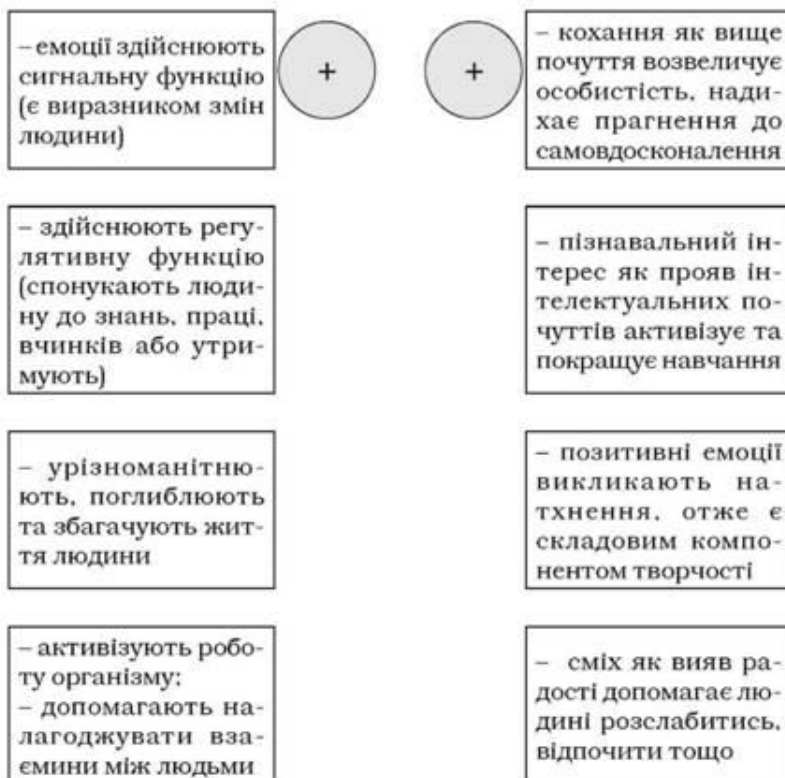 – емоції здійснюють
сигнальну функцію
(є виразником змін
людини)
+
+
– кохання як вище
почуття возвеличує
особистість, нади-
хає прагнення до
самовдосконалення
– здійснюють регу-
лятивну функцію
(спонукають люди-
ну до знань, праці,
вчинків або утри-
мують)
– пізнавальний ін-
терес як прояв ін-
телектуальних по-
чуттів активізує та
покращує навчання
– урізноманітню-
ють, поглиблюють
та збагачують жит-
тя людини
– позитивні емоції
викликають на-
тхнення, отже є
складовим компо-
нентом творчості
– активізують робо-
ту організму;
– допомагають на-
лагоджувати вза-
ємини між людьми
– сміх як вияв ра-
дості допомагає лю-
дині розслабитись,
відпочити тощо